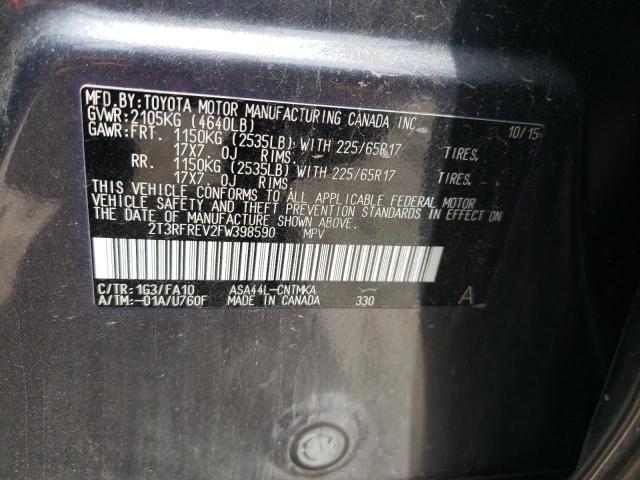 MFD.BY:TOYOTA MOTOR MANUFACTURING CANADA INC. 10/15
GVWR:2105KG (4640LB)
GAWR:FRT. 1150KG (2535LB) WITH 225/65R17 TIRES,
17X7.0J RIMS.
RR. 1150KG (2535LB) WITH 225/65R17 TIRES,
17X7.0J RIMS.
THIS VEHICLE CONFORMS TO ALL APPLICABLE FEDERAL MOTOR
VEHICLE SAFETY AND THEFT PREVENTION STANDARDS IN EFFECT ON
THE DATE OF MANUFACTURE SHOWN ABOVE.
2T3RFREV2FW398590 MPV
C/TR:1G3/FA10 ASA44L-CNTMKA
A/TM:-01A/U760F MADE IN CANADA 330 A